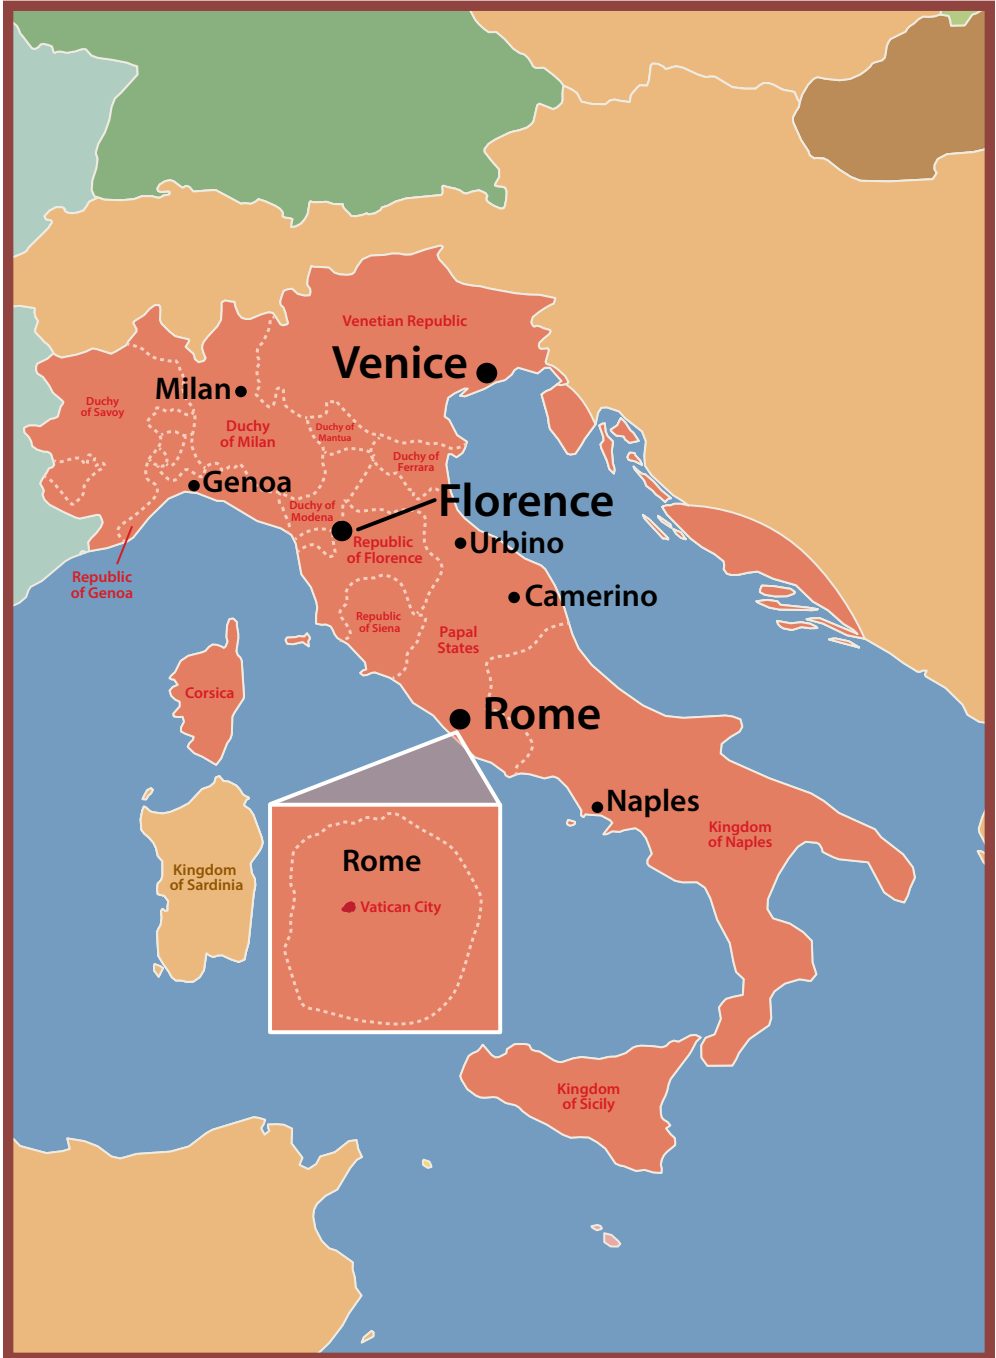 Venetian Republic
Venice
Milan
Duchy
of Savoy
Duchy
of Milan
Duchy of
Mantua
Duchy of
Ferrara
Genoa
Duchy of
Modena
Florence
Republic
of Florence
Urbino
Republic
of Genoa
Camerino
Republic
of Siena
Papal
States
Corsica
Rome
Naples
Kingdom
of Naples
Kingdom
of Sardinia
Rome
Vatican City
Kingdom
of Sicily